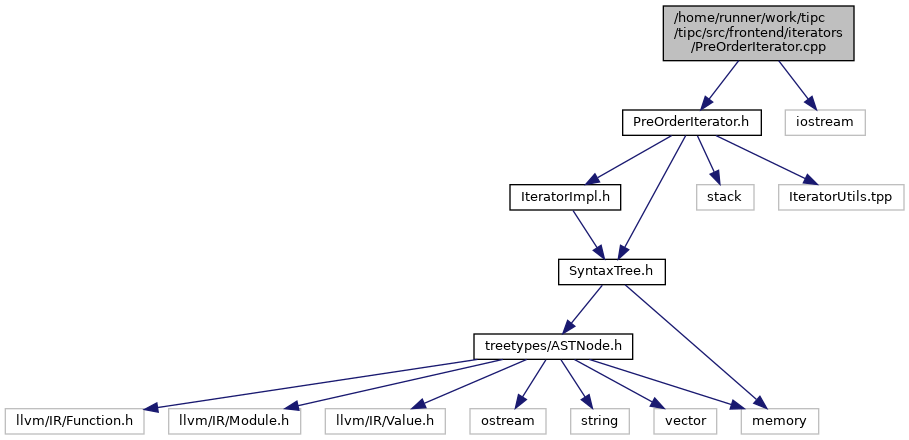 /home/runner/work/tipc
/tipc/src/frontend/iterators
/PreOrderIterator.cpp
PreOrderIterator.h
iostream
IteratorImpl.h
stack
IteratorUtils.tpp
SyntaxTree.h
treetypes/ASTNode.h
llvm/IR/Function.h
llvm/IR/Module.h
llvm/IR/Value.h
ostream
string
vector
memory